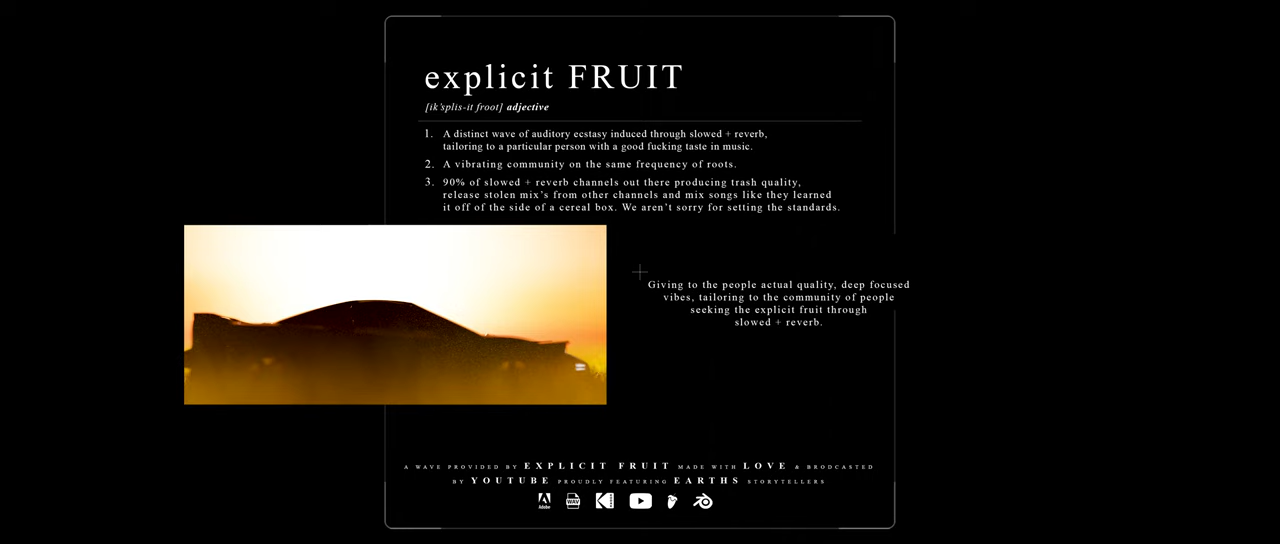 explicit FRUIT
[ik'splis-it froot] adjective
1. A distinct wave of auditory ecstasy induced through slowed + reverb,
tailoring to a particular person with a good fucking taste in music.
2. A vibrating community on the same frequency of roots.
3. 90% of slowed + reverb channels out there producing trash quality,
release stolen mix's from other channels and mix songs like they learned
it off of the side of a cereal box. We aren't sorry for setting the standards.
Giving to the people actual quality, deep focused
vibes, tailoring to the community of people
seeking the explicit fruit through
slowed + reverb.
A WAVE PROVIDED BY EXPLICIT FRUIT MADE WITH LOVE & BRODCASTED
BY YOUTUBE PROUDLY FEATURING EARTHS STORYTELLERS
Adobe WAV